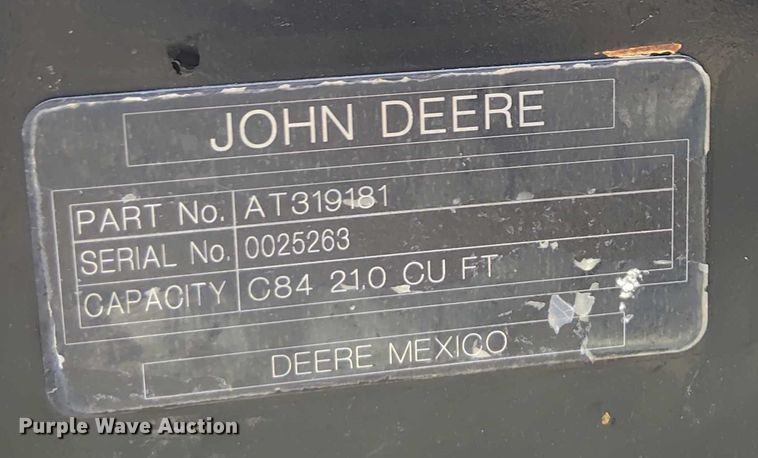 JOHN DEERE
PART No. AT319181
SERIAL No. 0025263
CAPACITY C84 21.0 CU FT
DEERE MEXICO
Purple Wave Auction